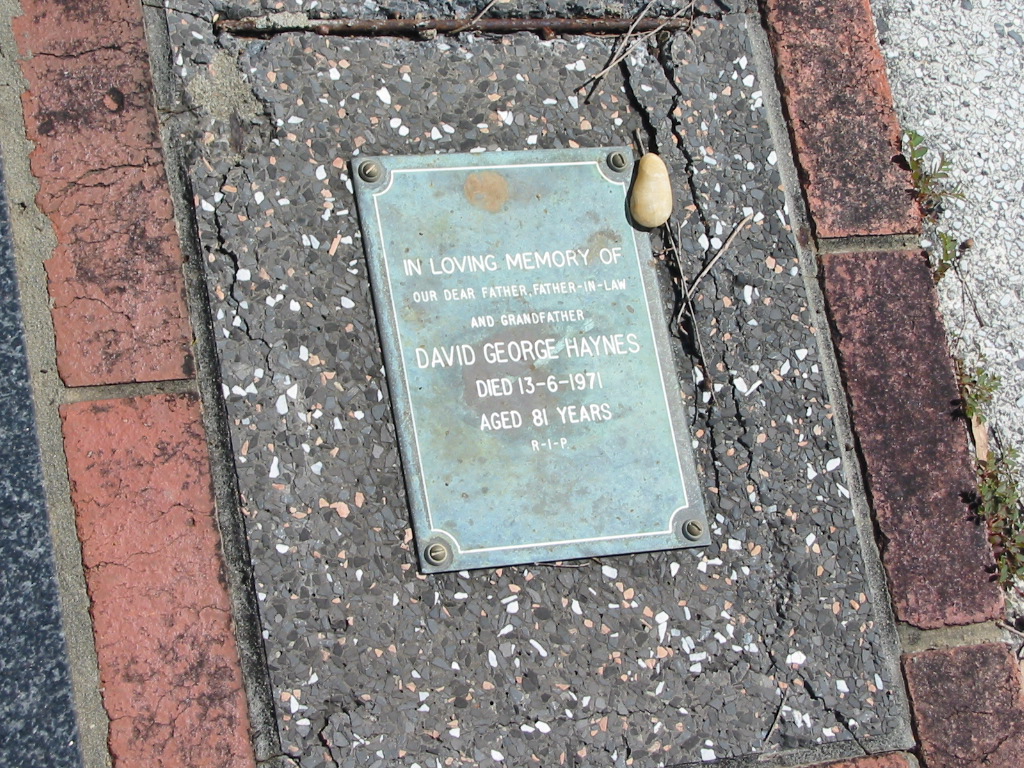 IN LOVING MEMORY OF
OUR DEAR FATHER, FATHER-IN-LAW
AND GRANDFATHER
DAVID GEORGE HAYNES
DIED 13-6-1971
AGED 81 YEARS
R-I-P